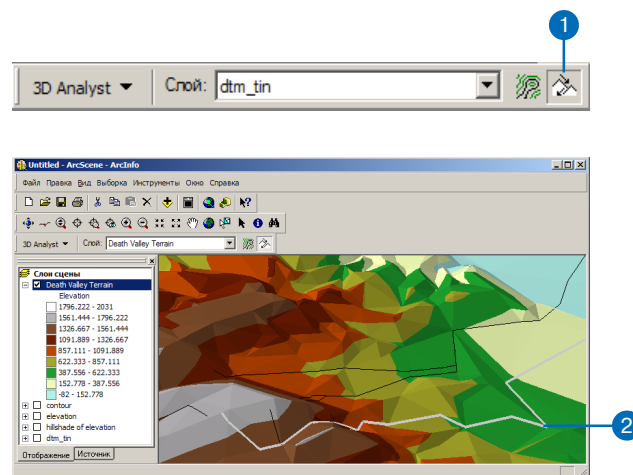 1
3D Analyst Слой: dtm_tin
Untitled - ArcScene - ArcInfo
Файл Правка Вид Выборка Инструменты Окно Справка
3D Analyst Слой: Death Valley Terrain
Слои сцены
Death Valley Terrain
Elevation
1796.222 - 2031
1561.444 - 1796.222
1326.667 - 1561.444
1091.889 - 1326.667
857.111 - 1091.889
622.333 - 857.111
387.556 - 622.333
152.778 - 387.556
-82 - 152.778
contour
elevation
hillshade of elevation
dtm_tin
Отображение Источник
2